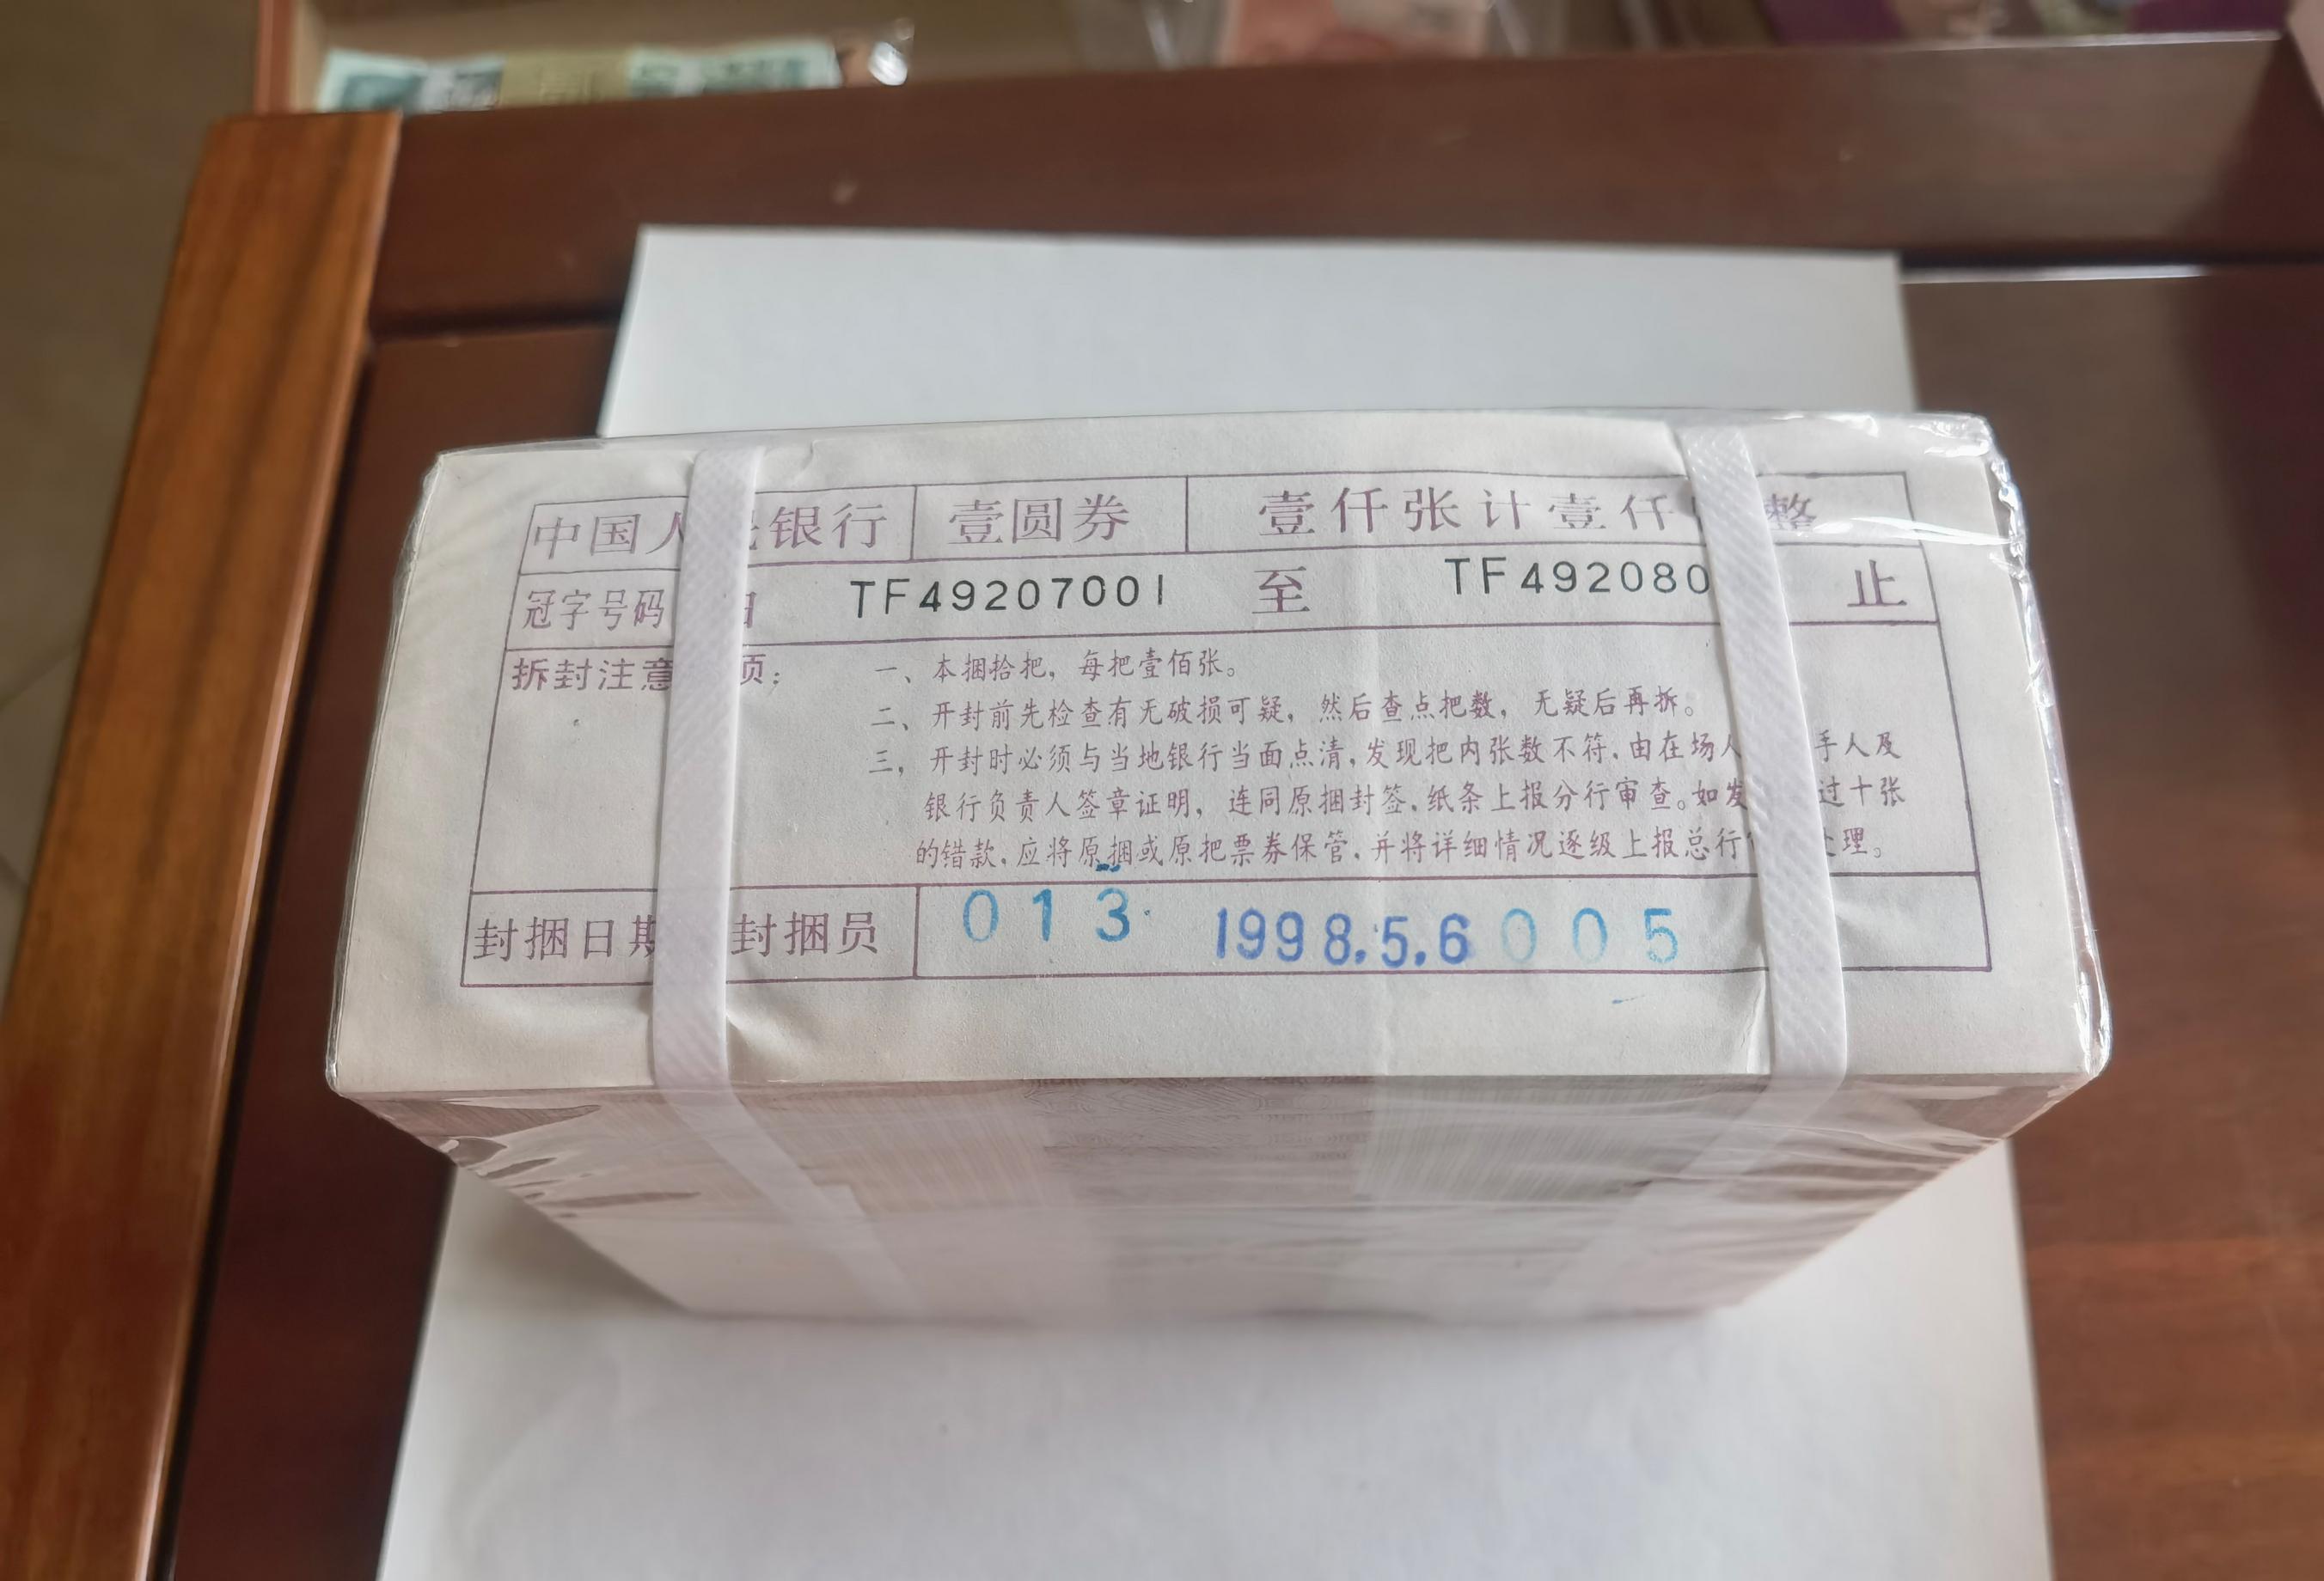 中国人民银行 壹圆券 壹仟张计壹仟 整
冠字号码 TF49207001 至 TF492080 止
拆封注意 项： 一、本捆拾把，每把壹佰张。
二、开封前先检查有无破损可疑，然后查点把数，无疑后再拆。
三，开封时必须与当地银行当面点清，发现把内张数不符，由在场人 手人及
银行负责人签章证明，连同原捆封签，纸条上报分行审查。如发 过十张
的错款，应将原捆或原把票券保管，并将详细情况逐级上报总行 处理。
封捆日期 封捆员 013 1998.5.6 005